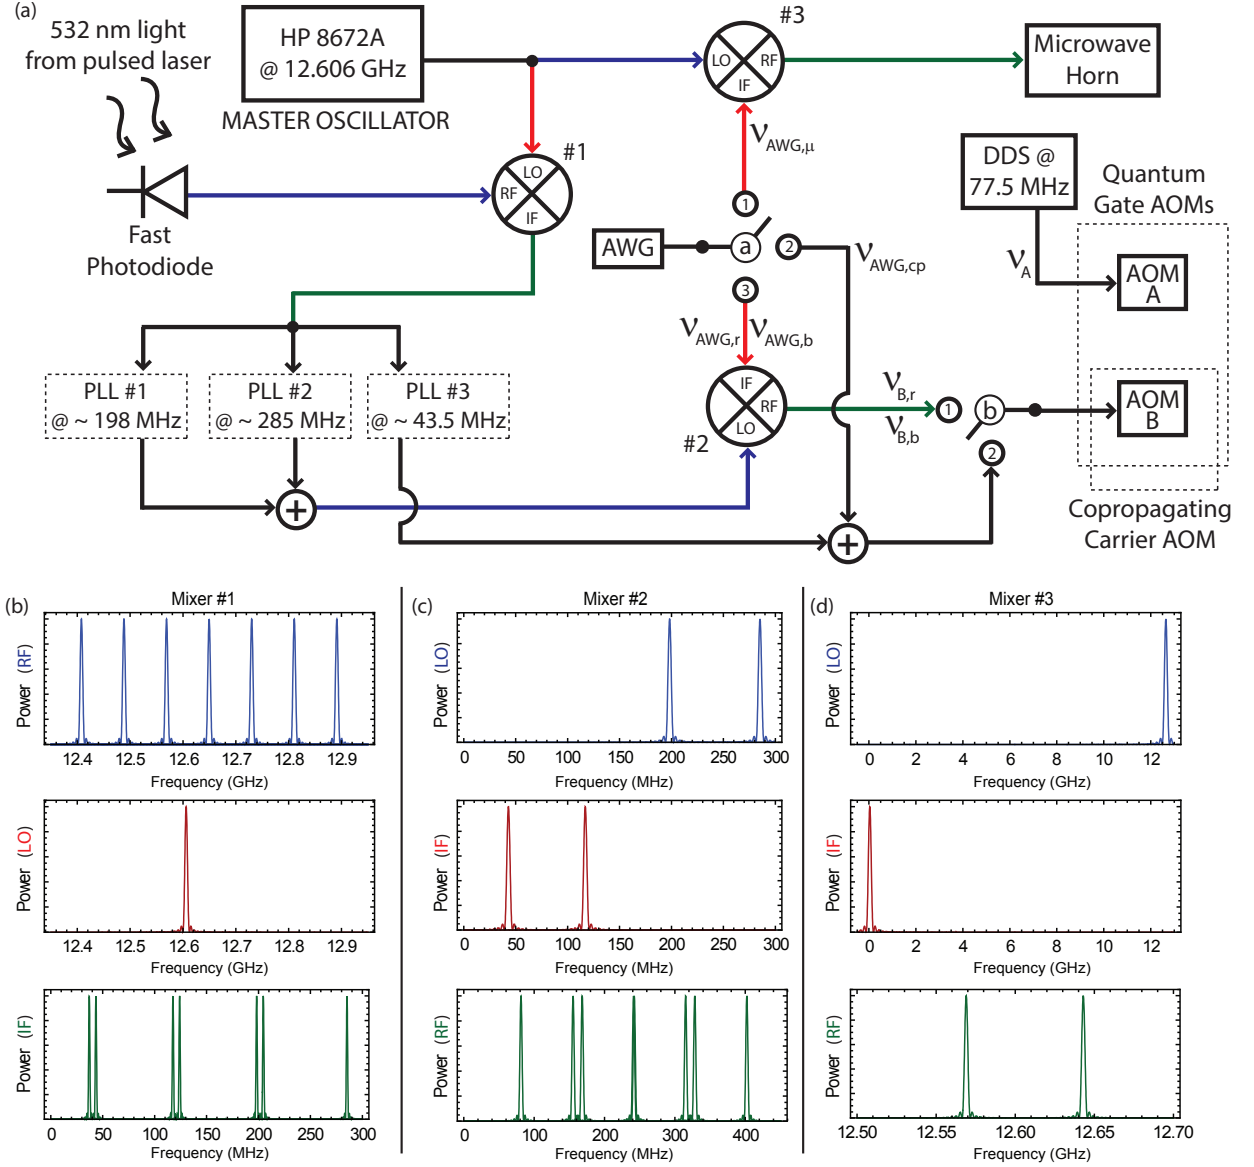 (a)
532 nm light
from pulsed laser
HP 8672A
@ 12.606 GHz
MASTER OSCILLATOR
#3
LO
RF
IF
Microwave
Horn
#1
LO
RF
IF
Fast
Photodiode
νAWG,μ
1
AWG
a
2
νAWG,cp
3
νAWG,r
νAWG,b
DDS @
77.5 MHz
νA
Quantum
Gate AOMs
AOM
A
PLL #1
@ ~ 198 MHz
PLL #2
@ ~ 285 MHz
PLL #3
@ ~ 43.5 MHz
IF
RF
LO
#2
νB,r
νB,b
1
b
2
AOM
B
+
+
Copropagating
Carrier AOM
(b)
Mixer #1
Power (RF)
12.4 12.5 12.6 12.7 12.8 12.9
Frequency (GHz)
Power (LO)
12.4 12.5 12.6 12.7 12.8 12.9
Frequency (GHz)
Power (IF)
0 50 100 150 200 250 300
Frequency (MHz)
(c)
Mixer #2
Power (LO)
0 50 100 150 200 250 300
Frequency (MHz)
Power (IF)
0 50 100 150 200 250 300
Frequency (MHz)
Power (RF)
0 100 200 300 400
Frequency (MHz)
(d)
Mixer #3
Power (LO)
0 2 4 6 8 10 12
Frequency (GHz)
Power (IF)
0 2 4 6 8 10 12
Frequency (GHz)
Power (RF)
12.50 12.55 12.60 12.65 12.70
Frequency (GHz)